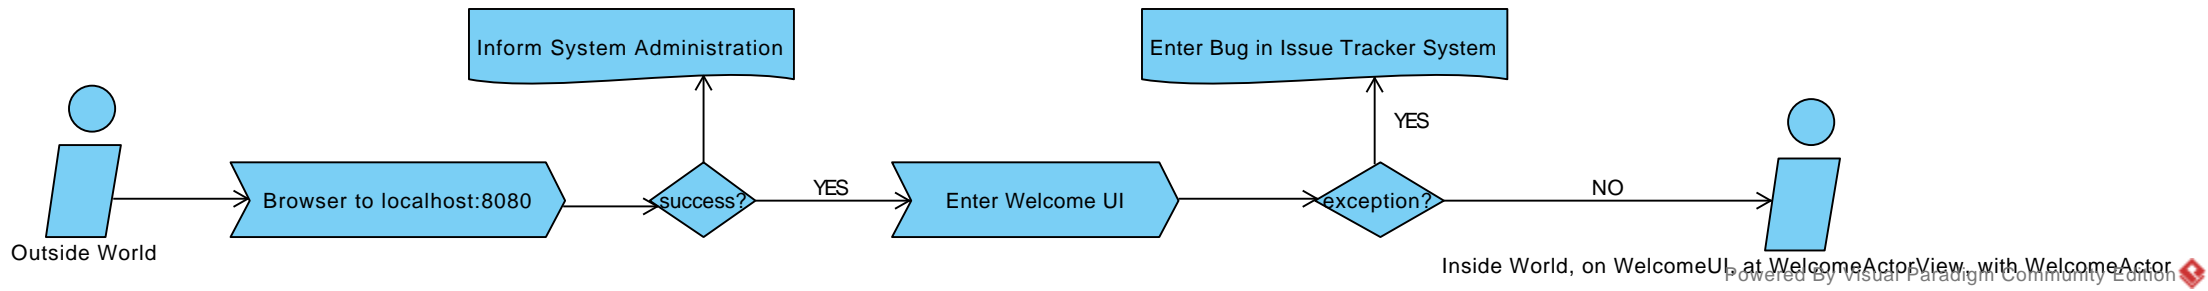 Inform System Administration
Enter Bug in Issue Tracker System
YES
Browser to localhost:8080
success?
YES
Enter Welcome UI
exception?
NO
Outside World
Inside World, on WelcomeUI, at WelcomeActorView, with WelcomeActor
Powered By Visual Paradigm Community Edition